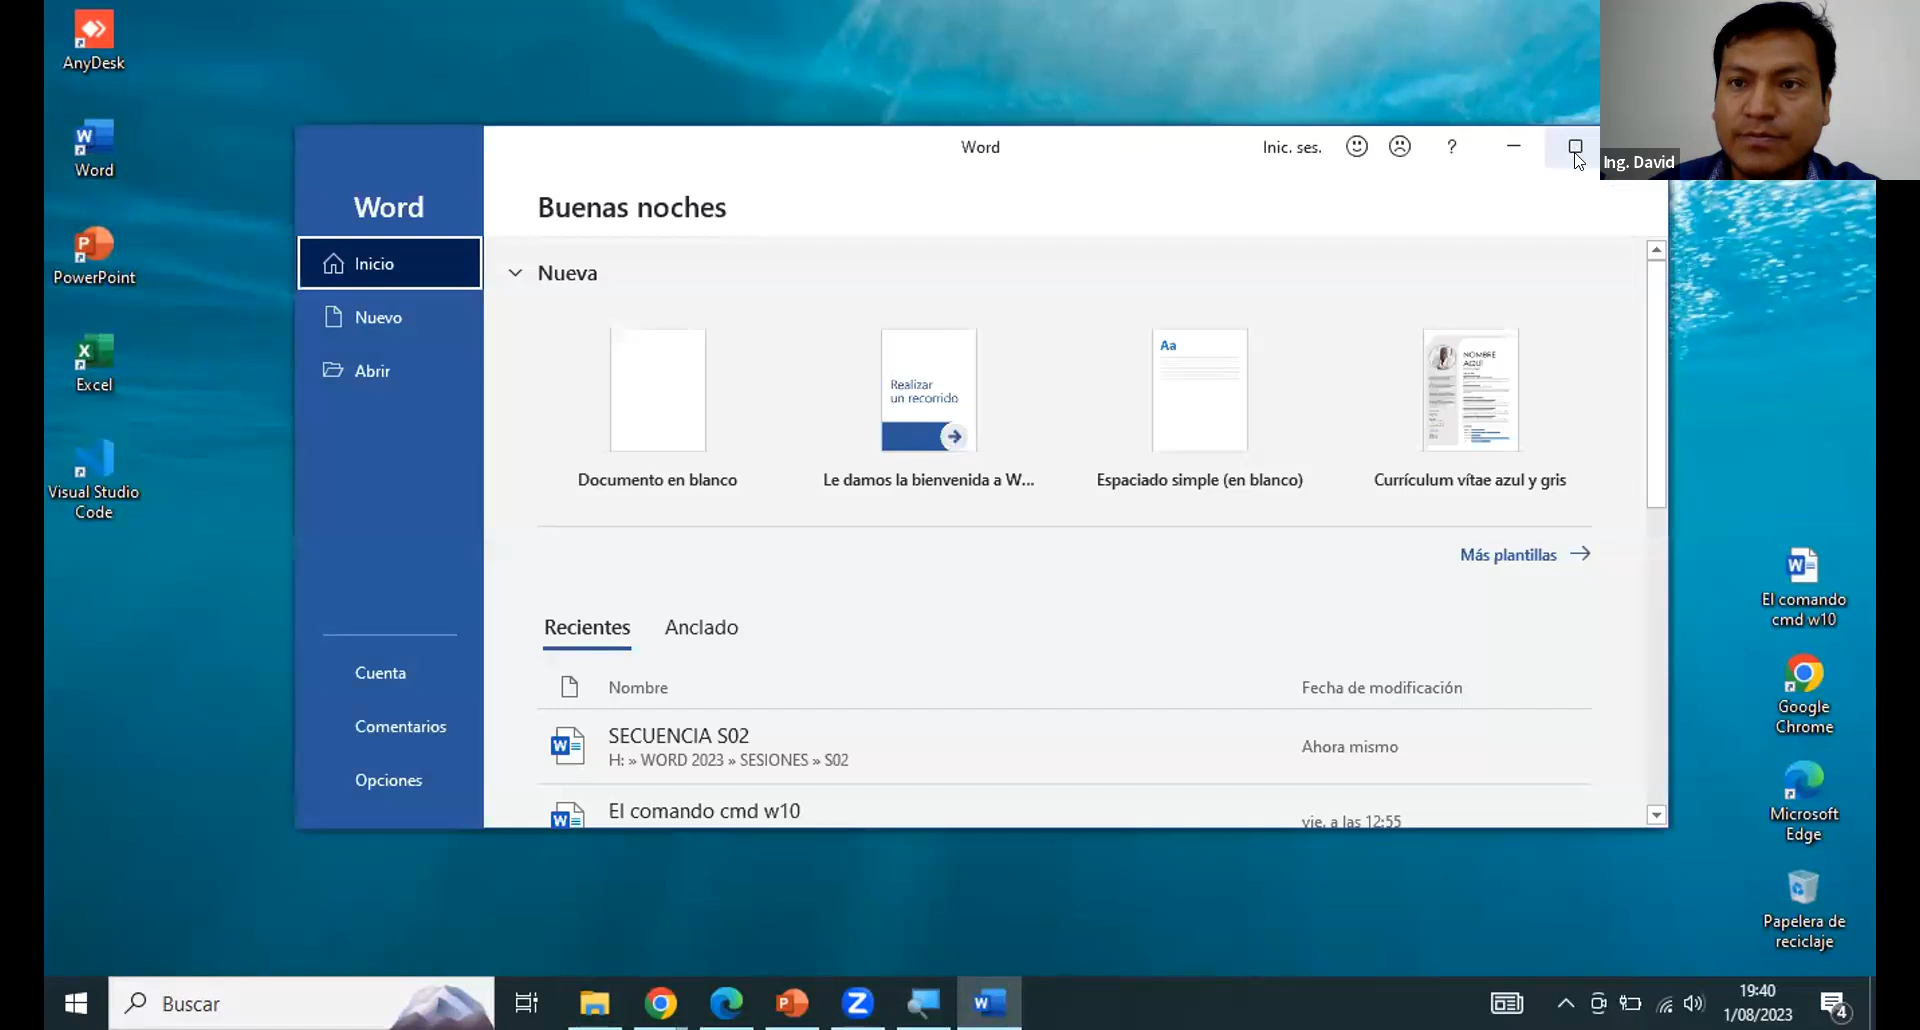 AnyDesk
Word
PowerPoint
Excel
Visual Studio
Code
Word
Inic. ses.
?
Ing. David
Word
Buenas noches
Inicio
Nuevo
Abrir
Cuenta
Comentarios
Opciones
Nueva
Realizar
un recorrido
Aa
NOMBRE
AQUÍ
Documento en blanco
Le damos la bienvenida a W...
Espaciado simple (en blanco)
Currículum vítae azul y gris
Más plantillas
Recientes
Anclado
Nombre
Fecha de modificación
SECUENCIA S02
H: » WORD 2023 » SESIONES » S02
Ahora mismo
El comando cmd w10
vie. a las 12:55
El comando
cmd w10
Google
Chrome
Microsoft
Edge
Papelera de
reciclaje
Buscar
19:40
1/08/2023
4